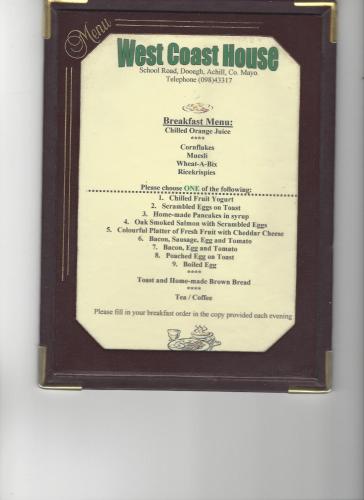 Menu
West Coast House
School Road, Dooogh, Achill, Co. Mayo.
Telephone (098)43317
Breakfast Menu:
Chilled Orange Juice
****
Cornflakes
Muesli
Wheat-A-Bix
Ricekrispies
Please choose ONE of the following:
1. Chilled Fruit Yogurt
2. Scrambled Eggs on Toast
3. Home-made Pancakes in syrup
4. Oak Smoked Salmon with Scrambled Eggs
5. Colourful Platter of Fresh Fruit with Cheddar Cheese
6. Bacon, Sausage, Egg and Tomato
7. Bacon, Egg and Tomato
8. Poached Egg on Toast
9. Boiled Egg
****
Toast and Home-made Brown Bread
****
Tea / Coffee
Please fill in your breakfast order in the copy provided each evening